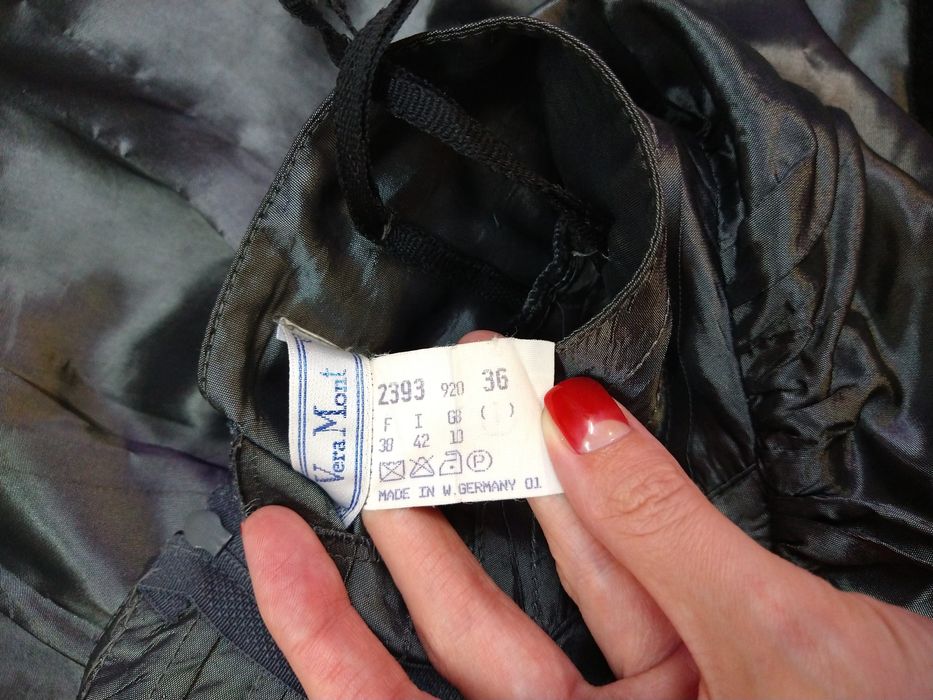 Vera Mont
2393 920 36
F I GB ( )
38 42 10
P
MADE IN W.GERMANY 01